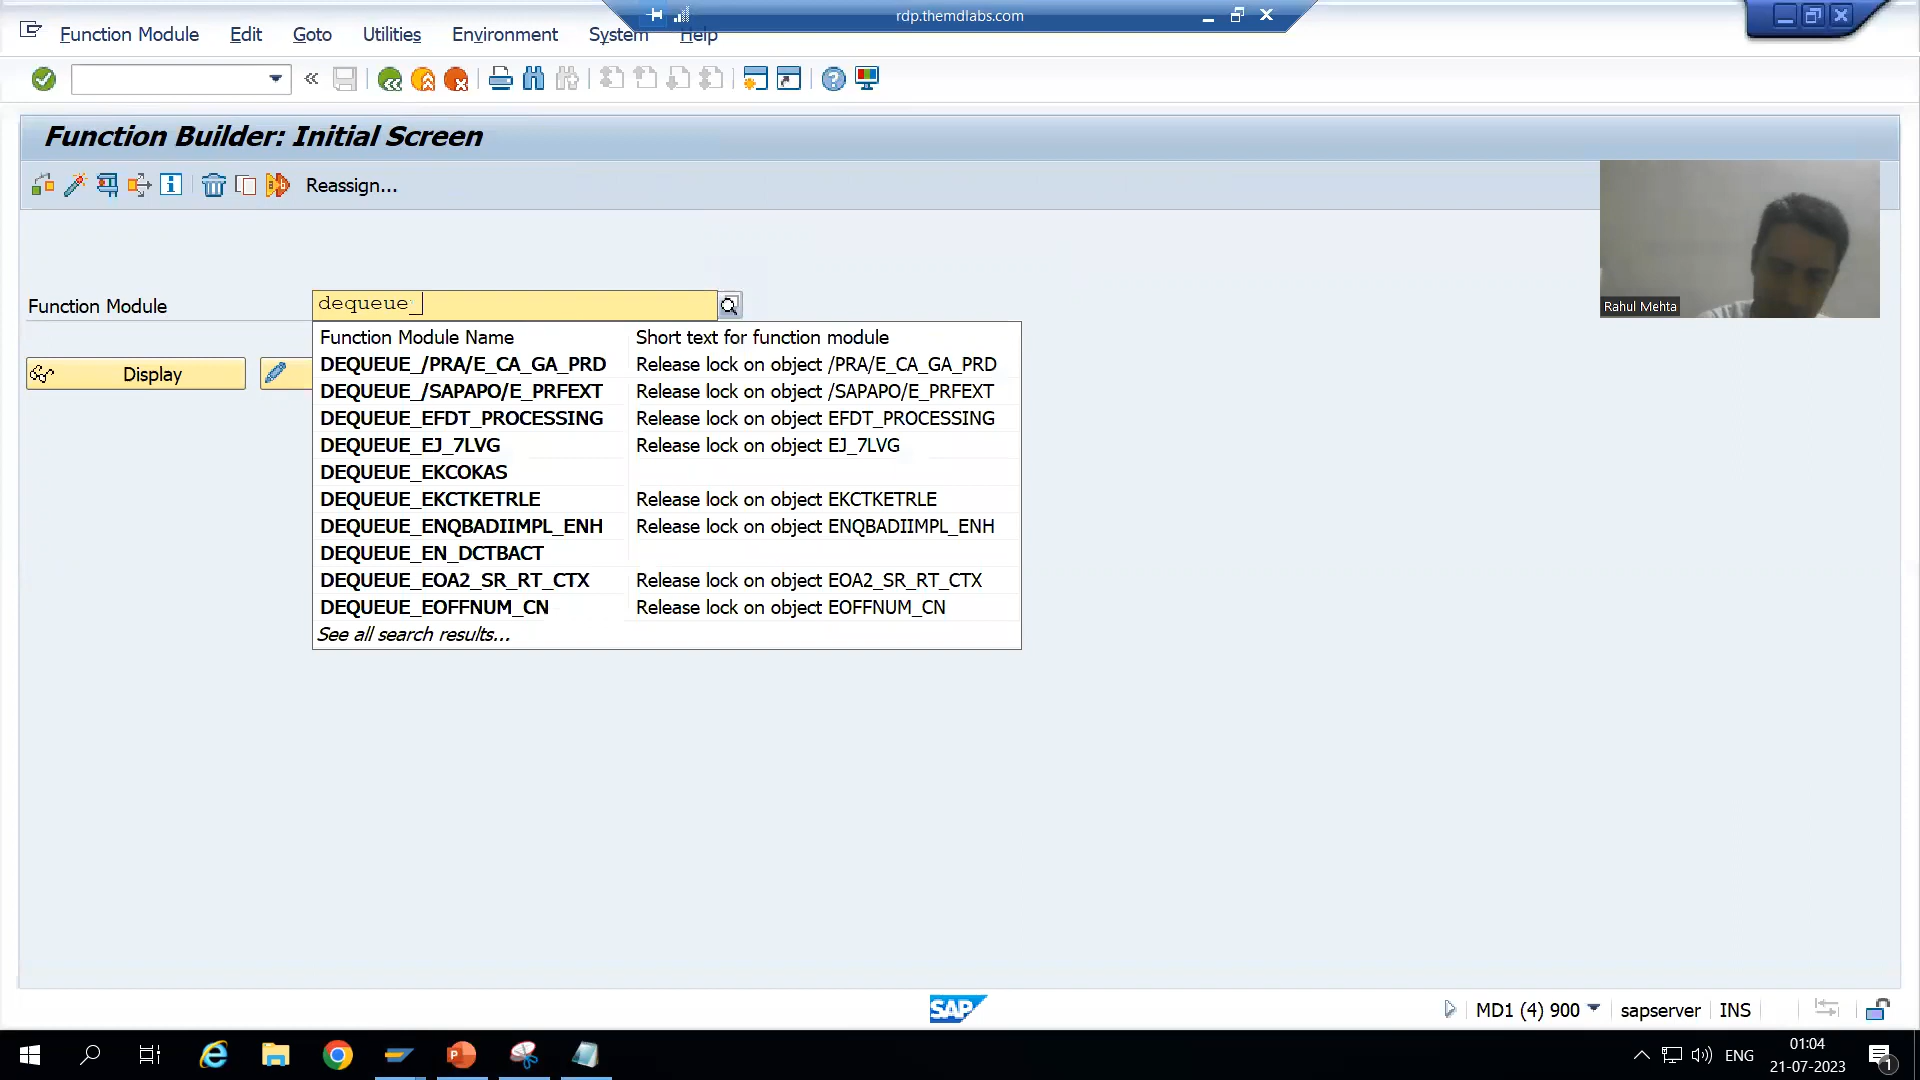 rdp.themdlabs.com
Function Module Edit Goto Utilities Environment System Help
Function Builder: Initial Screen
Reassign...
Rahul Mehta
Function Module dequeue_
Display
Function Module Name Short text for function module
DEQUEUE_/PRA/E_CA_GA_PRD Release lock on object /PRA/E_CA_GA_PRD
DEQUEUE_/SAPAPO/E_PRFEXT Release lock on object /SAPAPO/E_PRFEXT
DEQUEUE_EFDT_PROCESSING Release lock on object EFDT_PROCESSING
DEQUEUE_EJ_7LVG Release lock on object EJ_7LVG
DEQUEUE_EKCOKAS
DEQUEUE_EKCTKETRLE Release lock on object EKCTKETRLE
DEQUEUE_ENQBADIIMPL_ENH Release lock on object ENQBADIIMPL_ENH
DEQUEUE_EN_DCTBACT
DEQUEUE_EOA2_SR_RT_CTX Release lock on object EOA2_SR_RT_CTX
DEQUEUE_EOFFNUM_CN Release lock on object EOFFNUM_CN
See all search results...
SAP
MD1 (4) 900 sapserver INS
ENG
01:04
21-07-2023
1